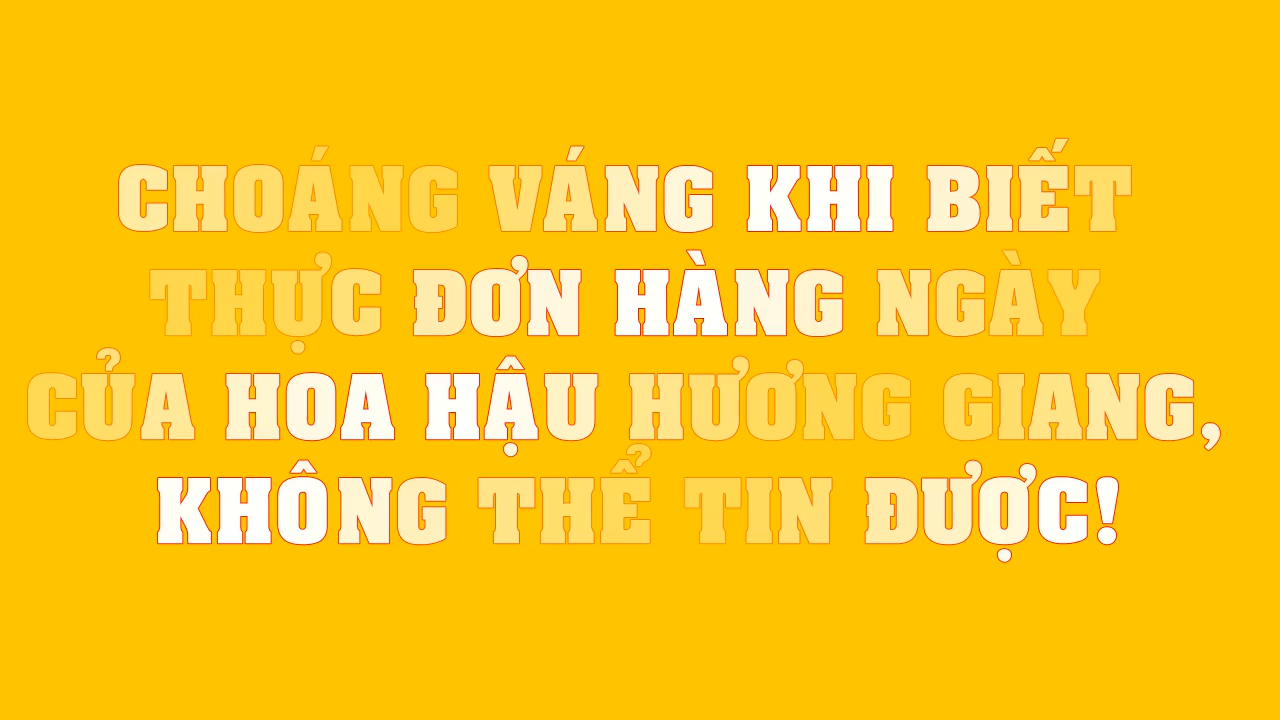 CHOÁNG VÁNG KHI BIẾT
THỰC ĐƠN HÀNG NGÀY
CỦA HOA HẬU HƯƠNG GIANG,
KHÔNG THỂ TIN ĐƯỢC!